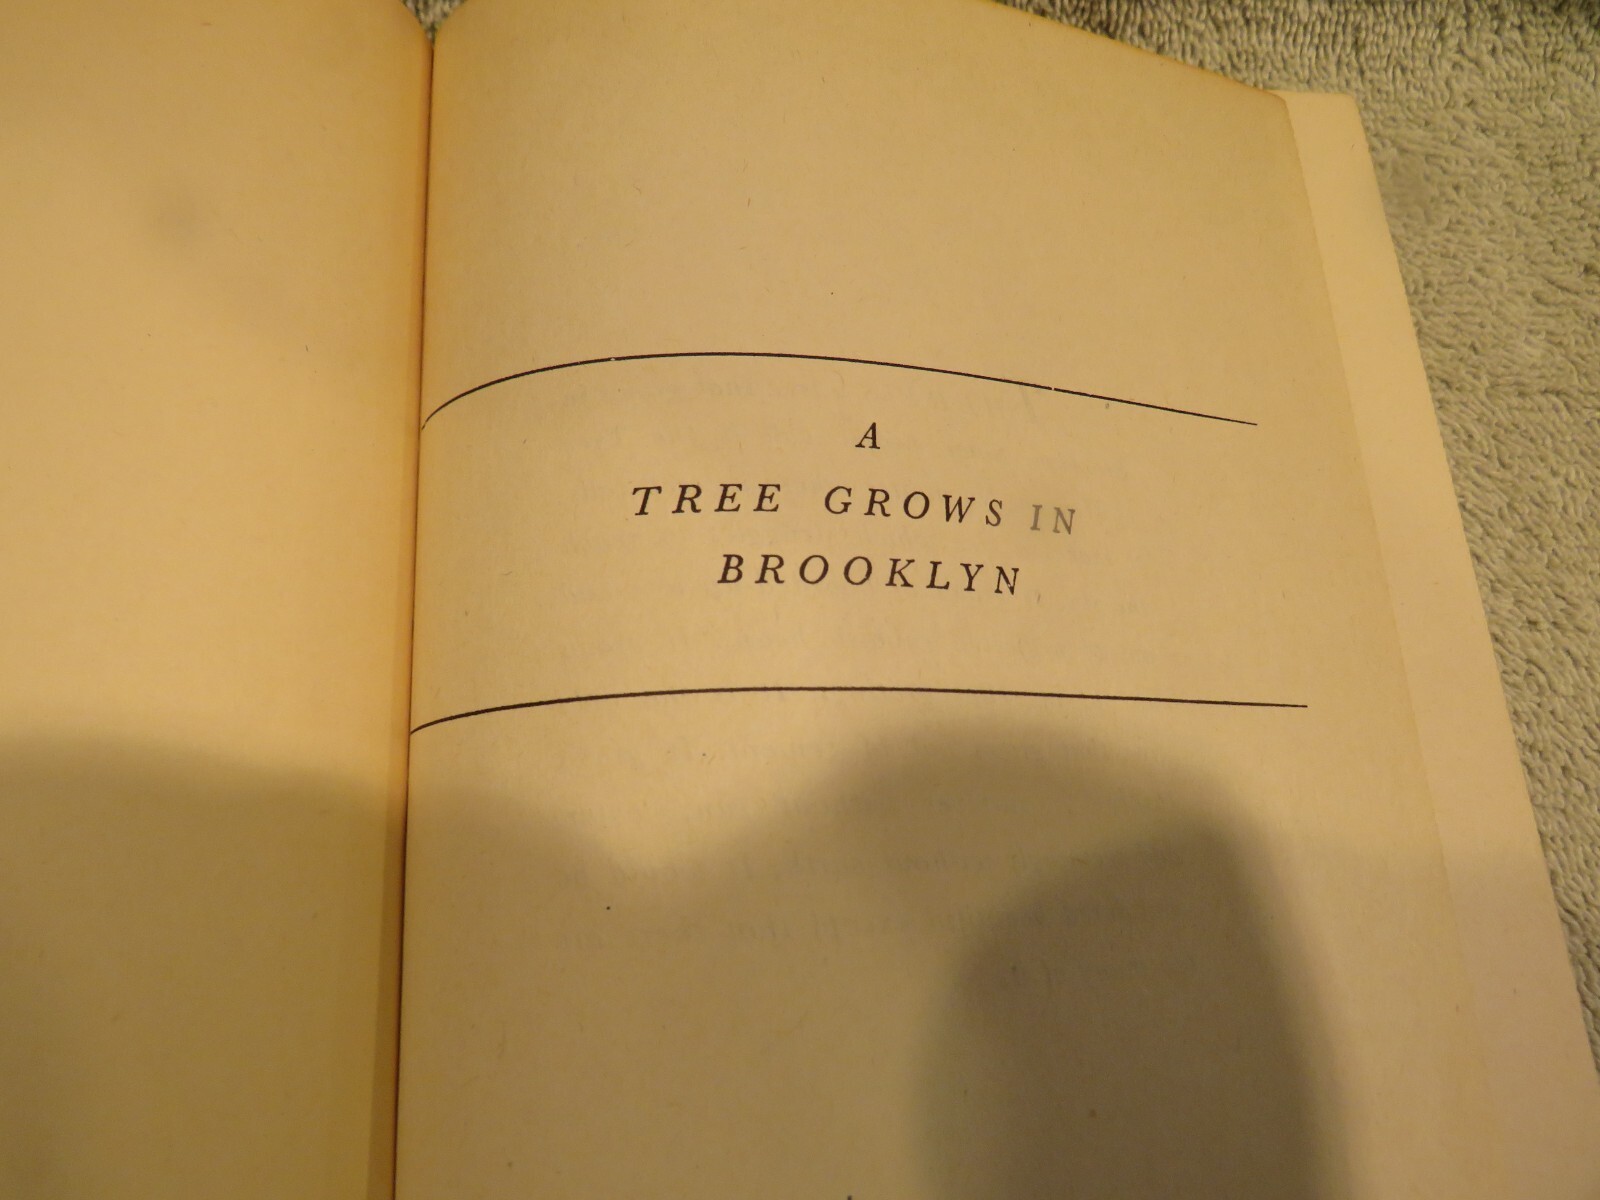 A
TREE GROWS IN
BROOKLYN